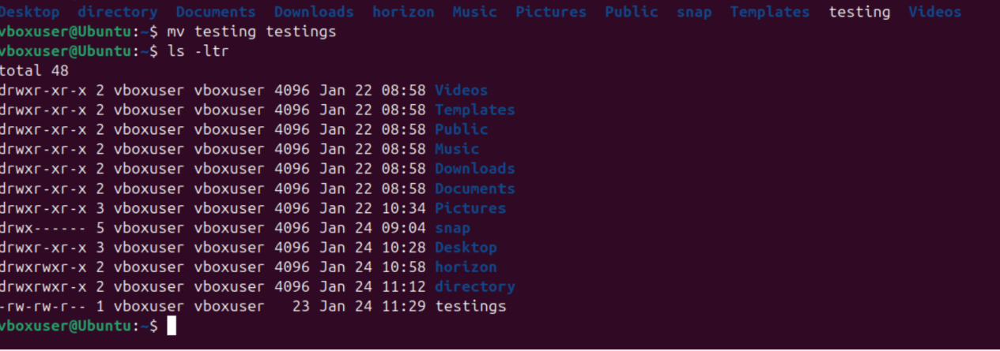 Desktop directory Documents Downloads horizon Music Pictures Public snap Templates testing Videos
vboxuser@Ubuntu:~$ mv testing testings
vboxuser@Ubuntu:~$ ls -ltr
total 48
drwxr-xr-x 2 vboxuser vboxuser 4096 Jan 22 08:58 Videos
drwxr-xr-x 2 vboxuser vboxuser 4096 Jan 22 08:58 Templates
drwxr-xr-x 2 vboxuser vboxuser 4096 Jan 22 08:58 Public
drwxr-xr-x 2 vboxuser vboxuser 4096 Jan 22 08:58 Music
drwxr-xr-x 2 vboxuser vboxuser 4096 Jan 22 08:58 Downloads
drwxr-xr-x 2 vboxuser vboxuser 4096 Jan 22 08:58 Documents
drwxr-xr-x 3 vboxuser vboxuser 4096 Jan 22 10:34 Pictures
drwx------ 5 vboxuser vboxuser 4096 Jan 24 09:04 snap
drwxr-xr-x 3 vboxuser vboxuser 4096 Jan 24 10:28 Desktop
drwxrwxr-x 2 vboxuser vboxuser 4096 Jan 24 10:58 horizon
drwxrwxr-x 2 vboxuser vboxuser 4096 Jan 24 11:12 directory
-rw-rw-r-- 1 vboxuser vboxuser 23 Jan 24 11:29 testings
vboxuser@Ubuntu:~$